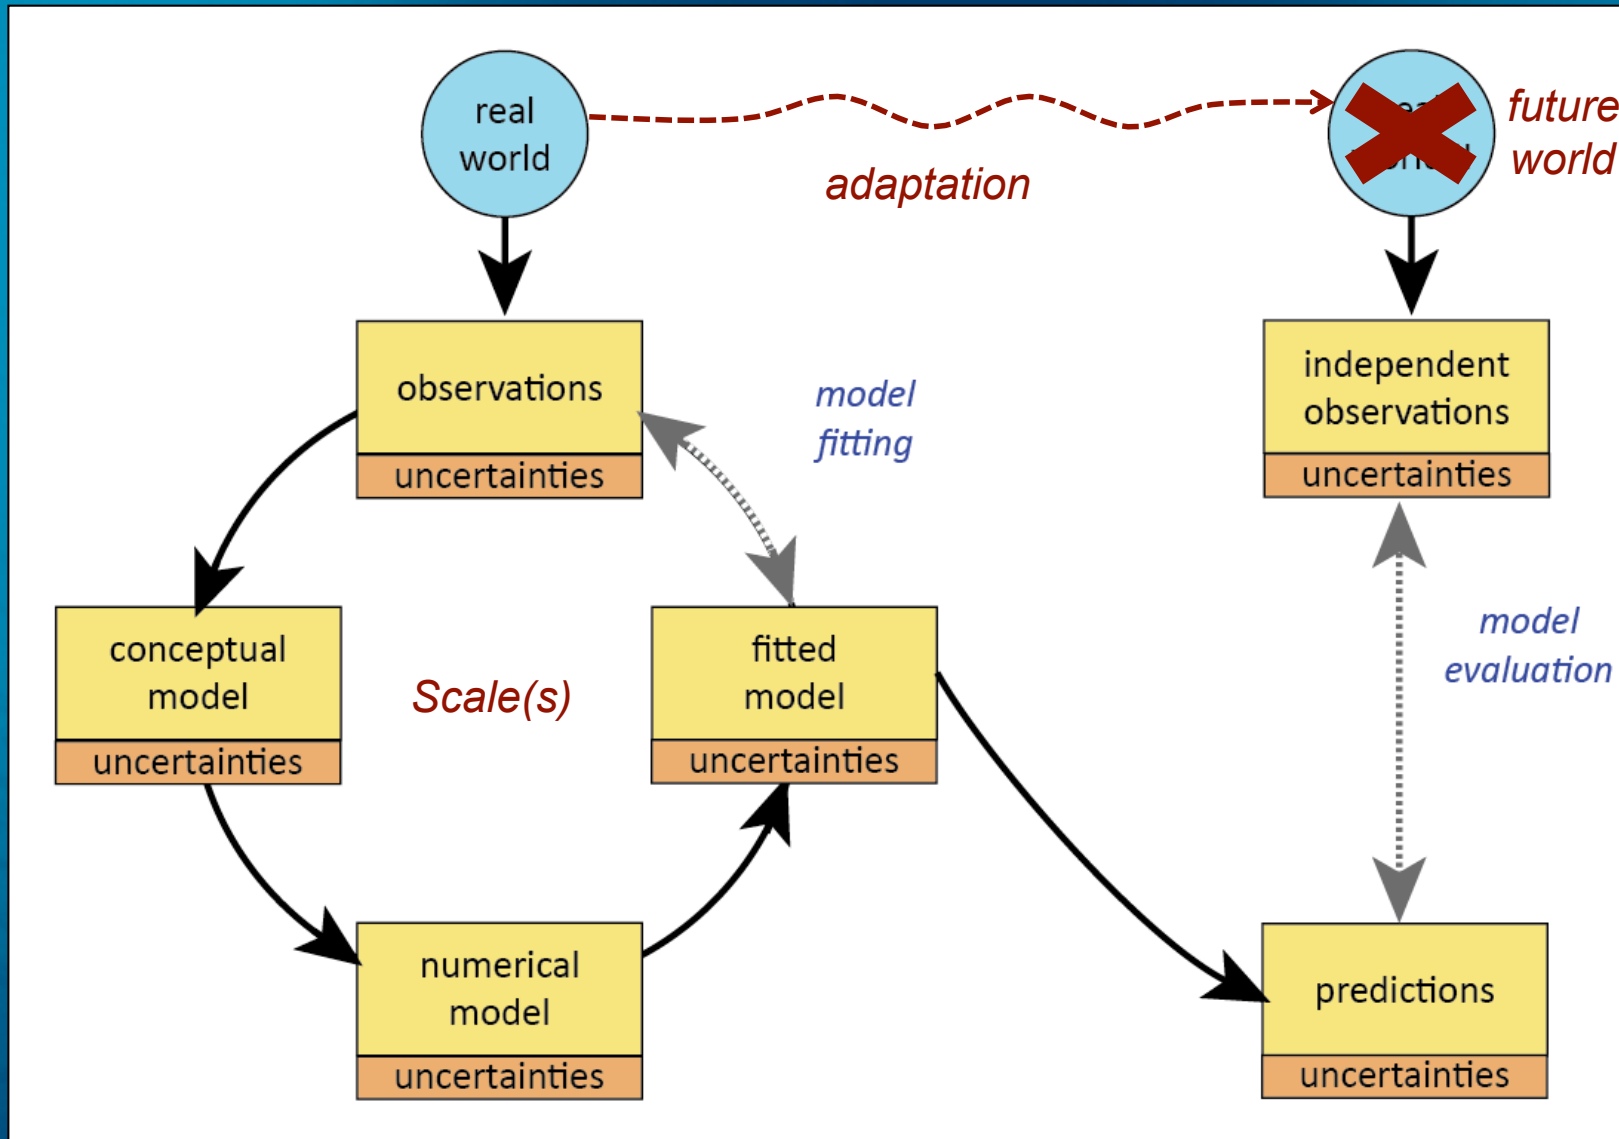 real
world
adaptation
future
world
observations
uncertainties
model
fitting
independent
observations
uncertainties
conceptual
model
uncertainties
Scale(s)
fitted
model
uncertainties
model
evaluation
numerical
model
uncertainties
predictions
uncertainties